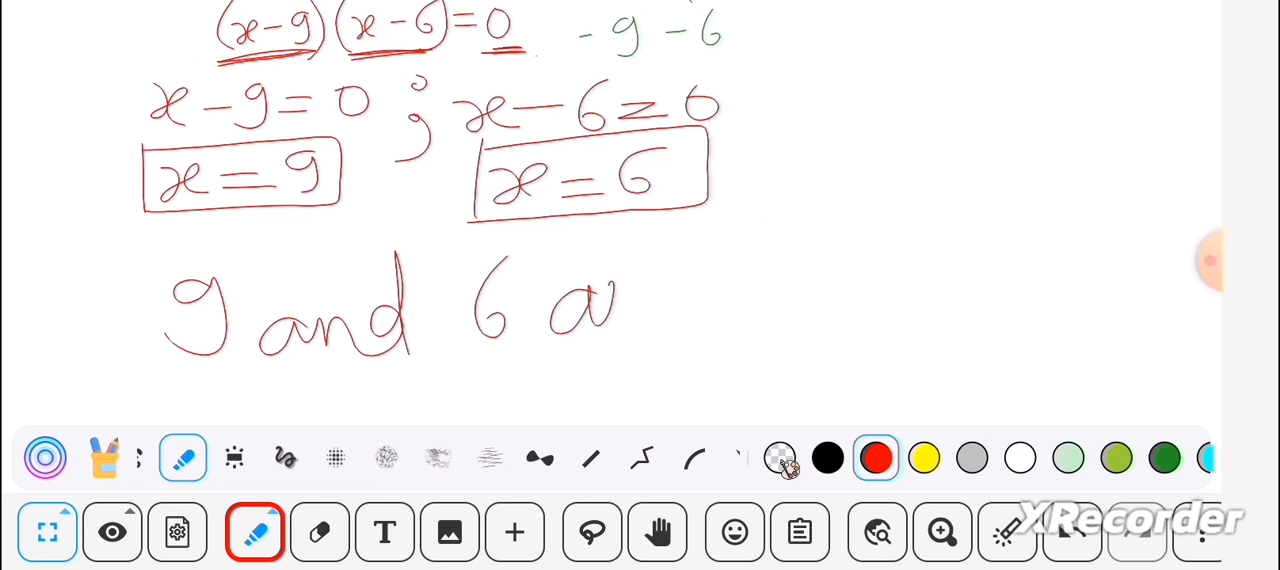 (x-9)(x-6)=0 -9 -6
x-9=0 ; x-6=0
x=9 x=6
9 and 6 a
T
XRecorder